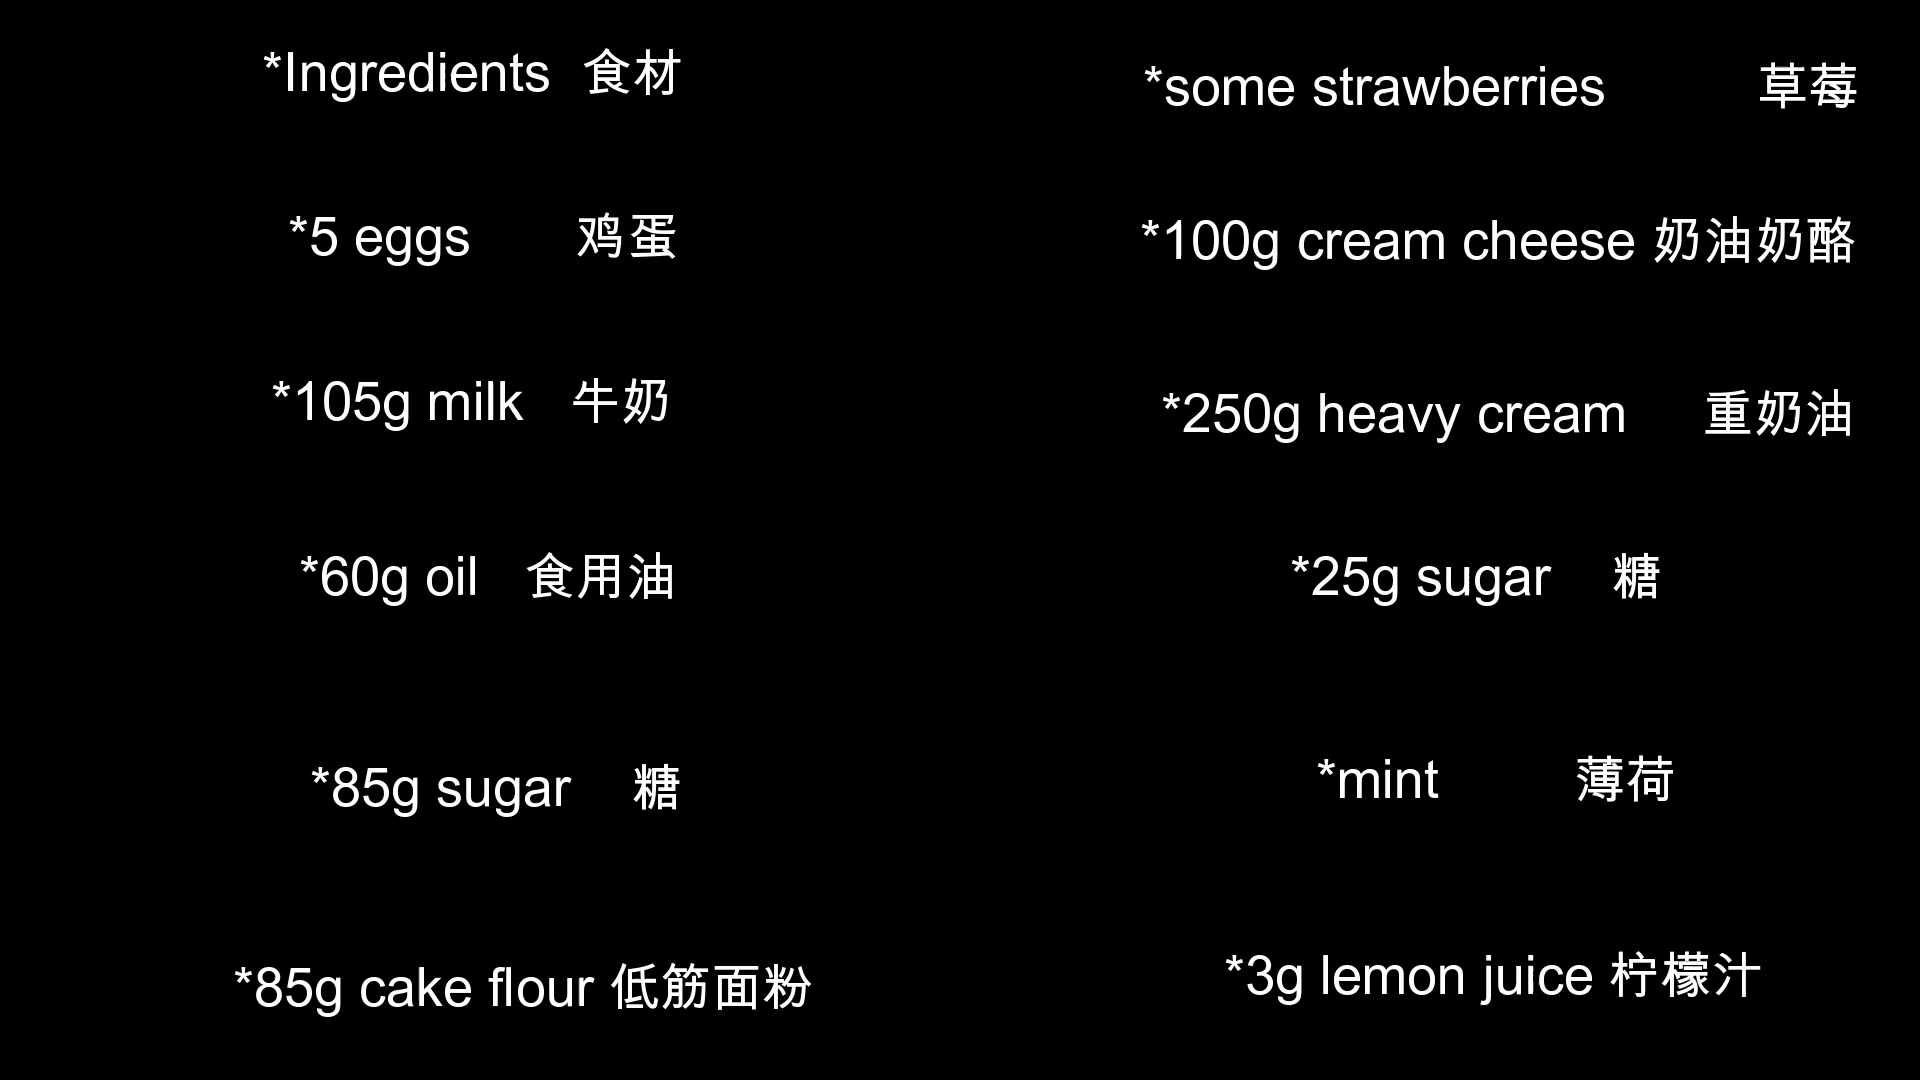 *Ingredients 食材
*5 eggs 鸡蛋
*105g milk 牛奶
*60g oil 食用油
*85g sugar 糖
*85g cake flour 低筋面粉
*some strawberries 草莓
*100g cream cheese 奶油奶酪
*250g heavy cream 重奶油
*25g sugar 糖
*mint 薄荷
*3g lemon juice 柠檬汁